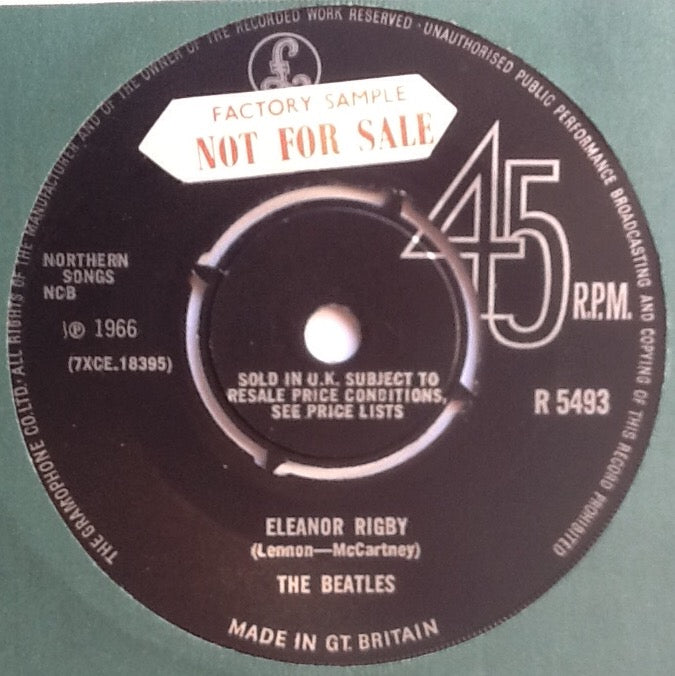 THE GRAMOPHONE CO.LTD. ALL RIGHTS OF THE MANUFACTURER AND OF THE OWNER OF THE RECORDED WORK RESERVED · UNAUTHORISED PUBLIC PERFORMANCE BROADCASTING AND COPYING OF THIS RECORD PROHIBITED
£
FACTORY SAMPLE
NOT FOR SALE
45
R.P.M.
NORTHERN
SONGS
NCB
℗ 1966
(7XCE.18395)
SOLD IN U.K. SUBJECT TO
RESALE PRICE CONDITIONS,
SEE PRICE LISTS
R 5493
ELEANOR RIGBY
(Lennon—McCartney)
THE BEATLES
MADE IN GT. BRITAIN